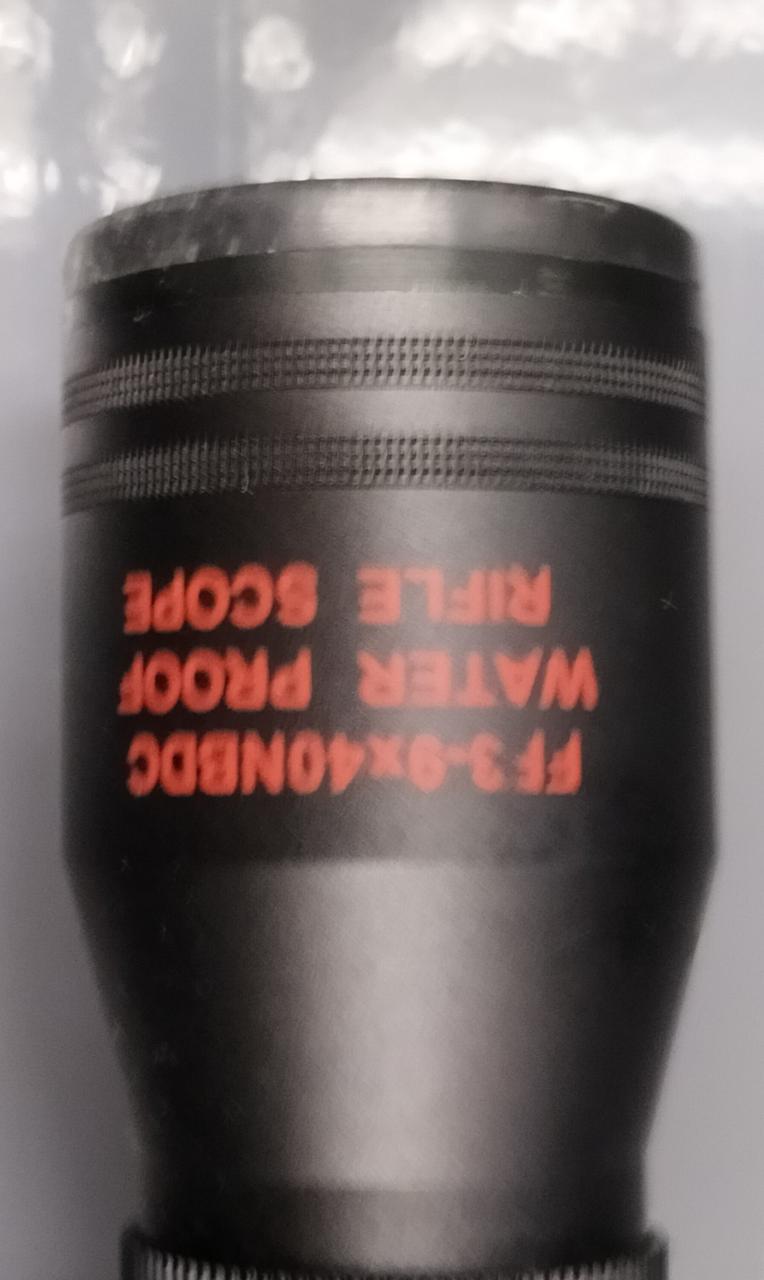 FF3-9x40NBDC
WATER PROOF
RIFLE SCOPE